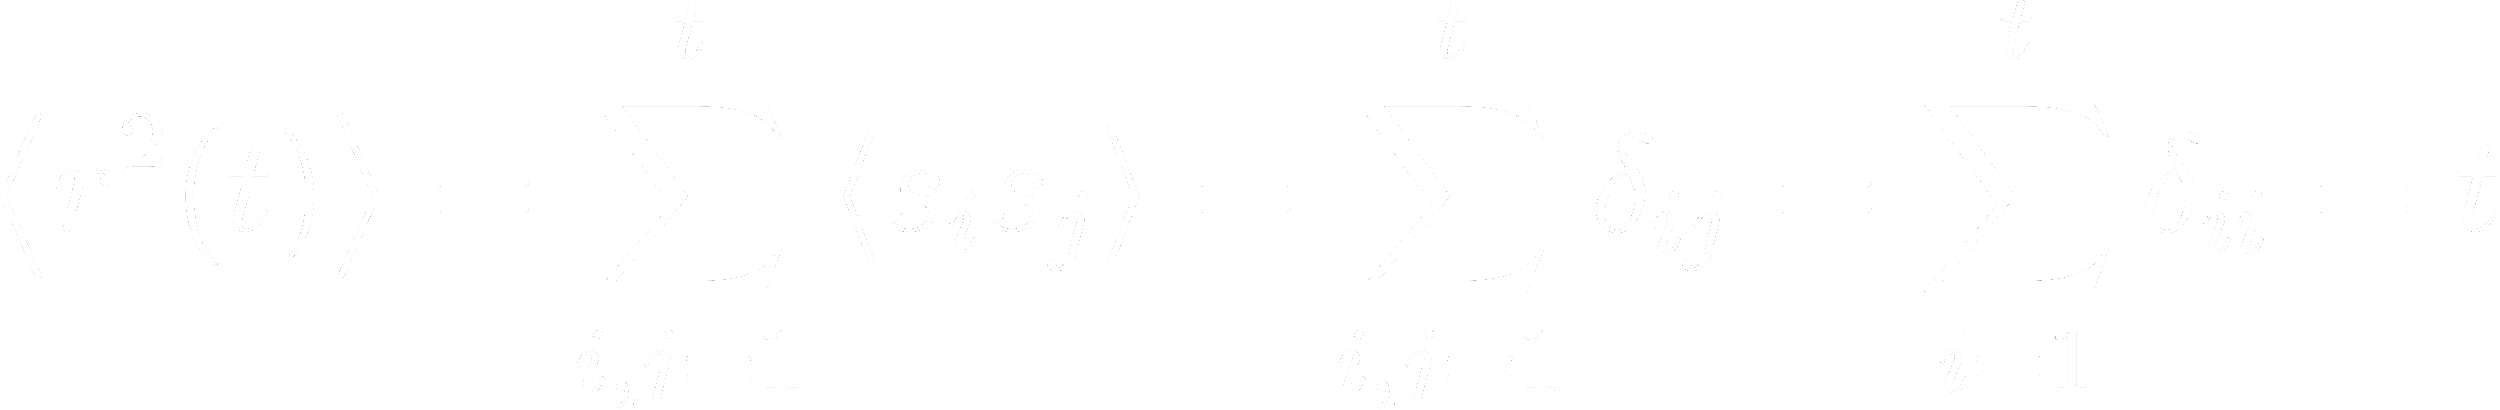 ⟨r²(t)⟩ = ∑_{i,j=1}^{t} ⟨s_i s_j⟩ = ∑_{i,j=1}^{t} δ_{ij} = ∑_{i=1}^{t} δ_{ii} = t